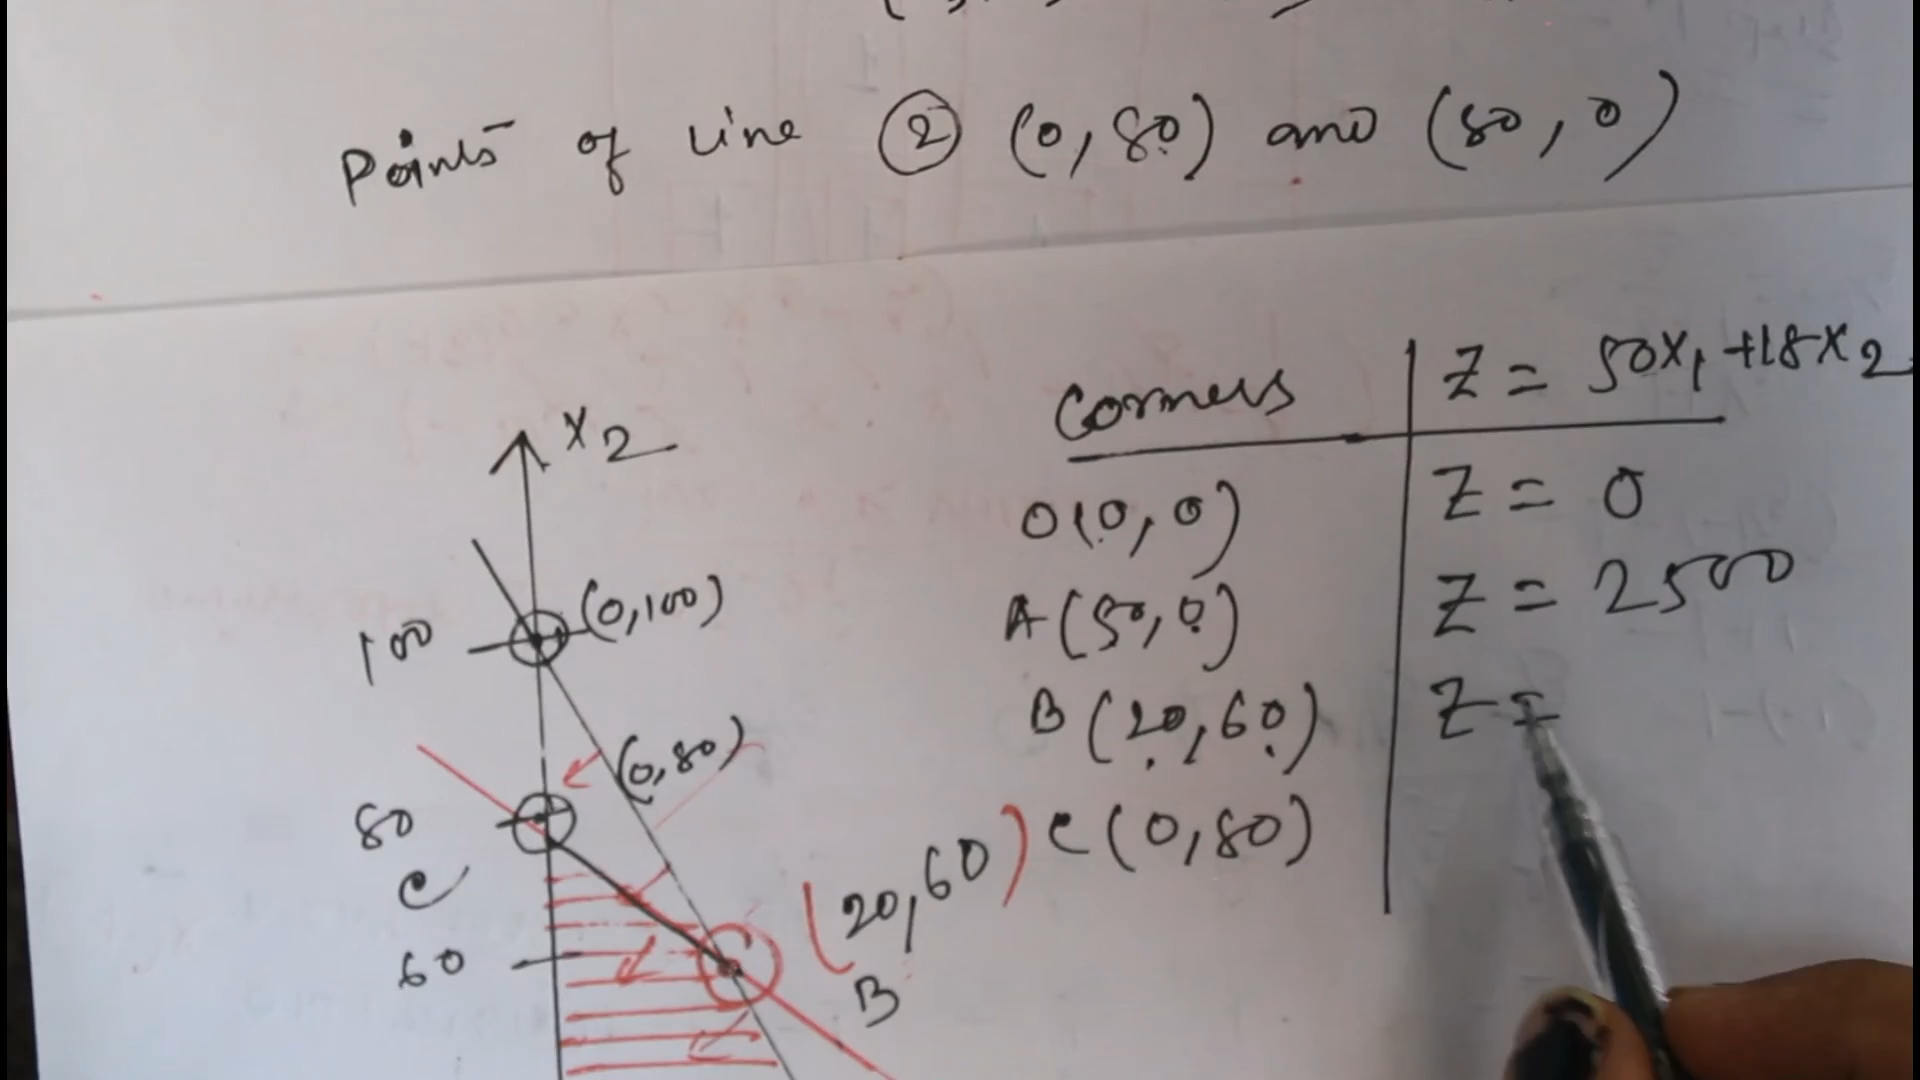 Points of line ② (0,80) and (80,0)
Corners Z = 50x₁+18x₂
O(0,0) Z = 0
A(50,0) Z = 2500
B(20,60) Z =
C(0,80)
x₂
100 (0,100)
(0,80)
80
C
60
(20,60)
B